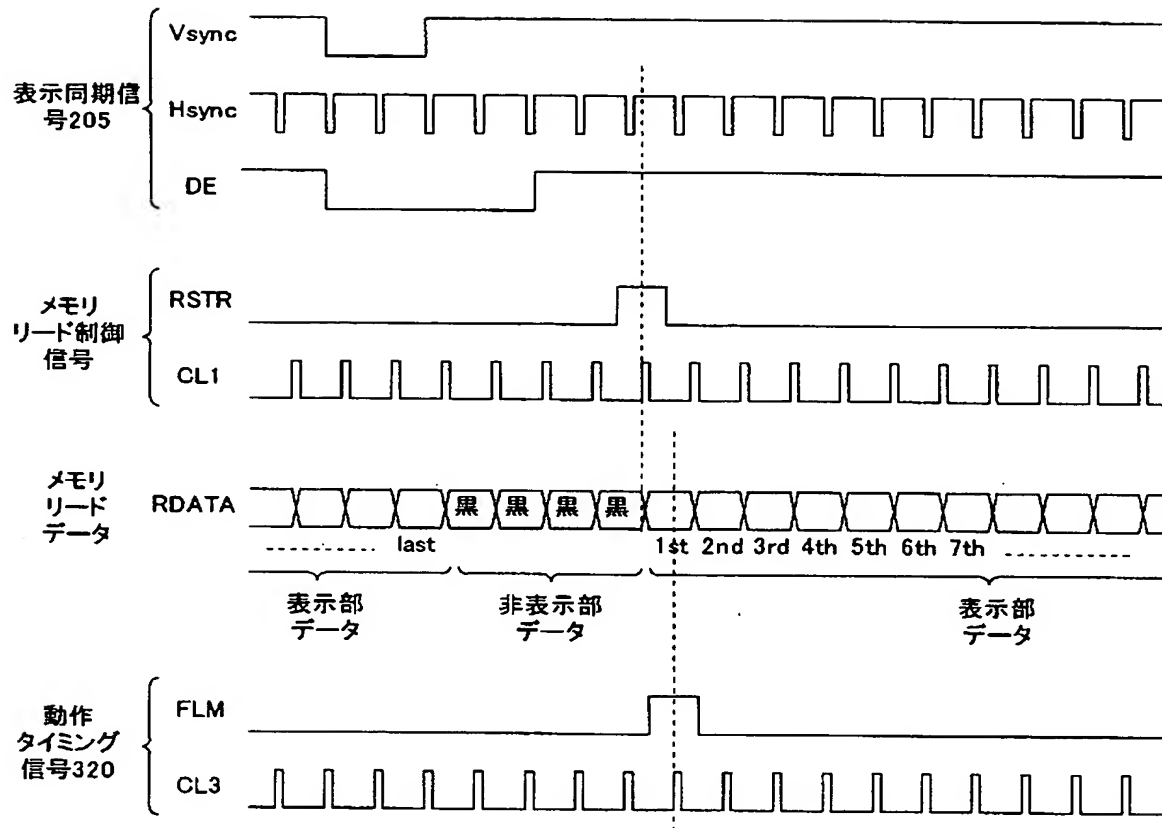 表示同期信
号205
Vsync
Hsync
DE
メモリ
リード制御
信号
RSTR
CL1
メモリ
リード
データ
RDATA
黒 黒 黒 黒
last
1st 2nd 3rd 4th 5th 6th 7th
表示部
データ
非表示部
データ
表示部
データ
動作
タイミング
信号320
FLM
CL3